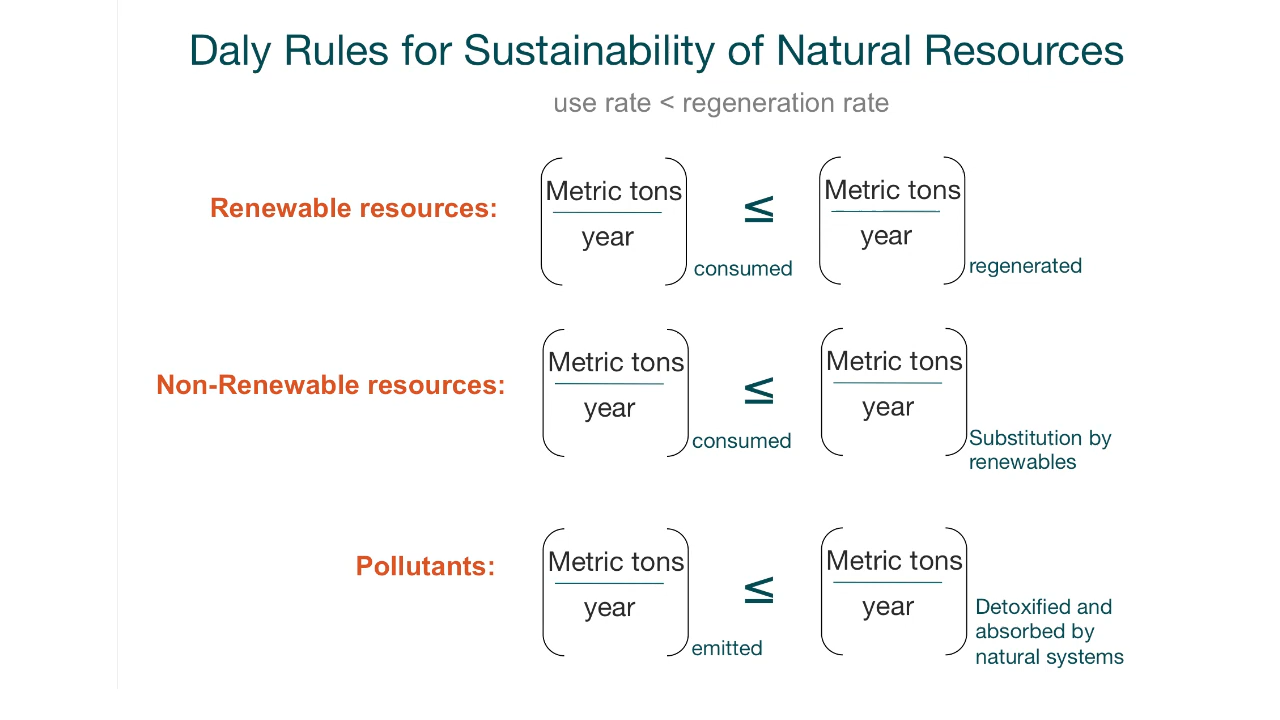 Daly Rules for Sustainability of Natural Resources
use rate < regeneration rate
Renewable resources:
Metric tons
year
consumed
≤
Metric tons
year
regenerated
Non-Renewable resources:
Metric tons
year
consumed
≤
Metric tons
year
Substitution by
renewables
Pollutants:
Metric tons
year
emitted
≤
Metric tons
year
Detoxified and
absorbed by
natural systems